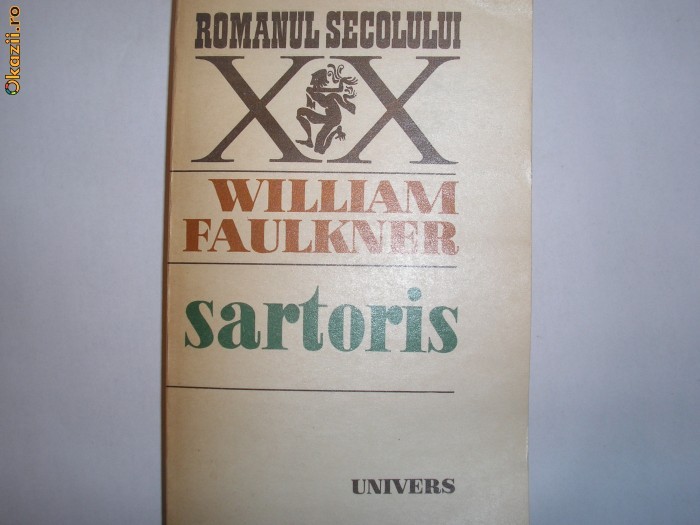 Okazii.ro
ROMANUL SECOLULUI
XX
WILLIAM
FAULKNER
sartoris
UNIVERS